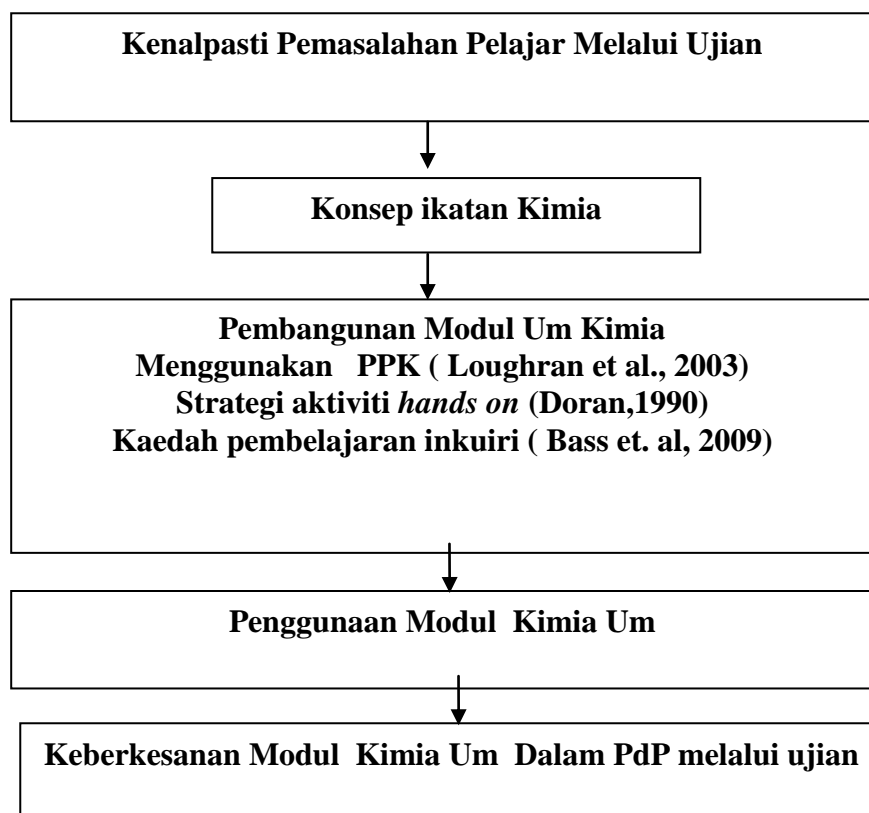 Kenalpasti Pemasalahan Pelajar Melalui Ujian
Konsep ikatan Kimia
Pembangunan Modul Um Kimia
Menggunakan PPK ( Loughran et al., 2003)
Strategi aktiviti hands on (Doran,1990)
Kaedah pembelajaran inkuiri ( Bass et. al, 2009)
Penggunaan Modul Kimia Um
Keberkesanan Modul Kimia Um Dalam PdP melalui ujian